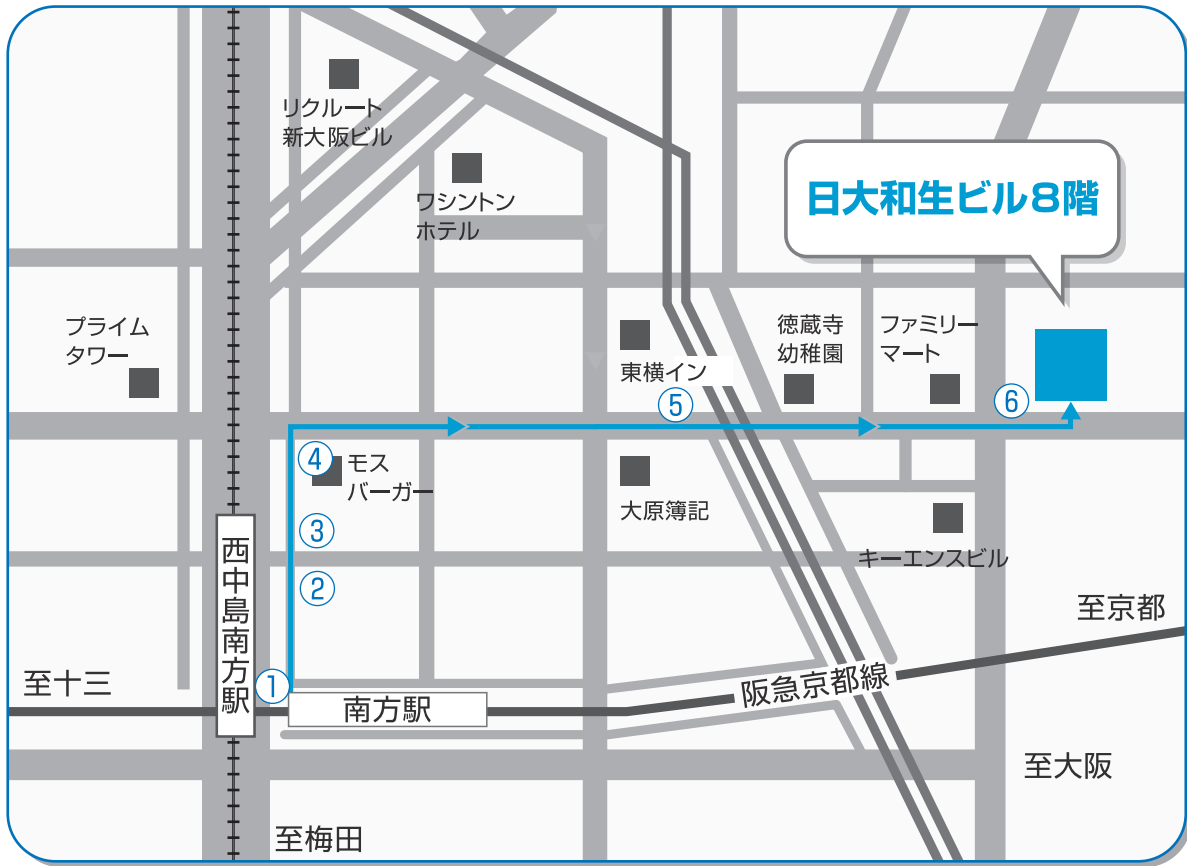 リクルート
新大阪ビル
ワシントン
ホテル
日大和生ビル8階
プライム
タワー
東横イン
徳蔵寺
幼稚園
ファミリー
マート
⑤
⑥
④
モス
バーガー
大原簿記
③
キーエンスビル
②
西中島南方駅
至京都
①
至十三
南方駅
阪急京都線
至大阪
至梅田